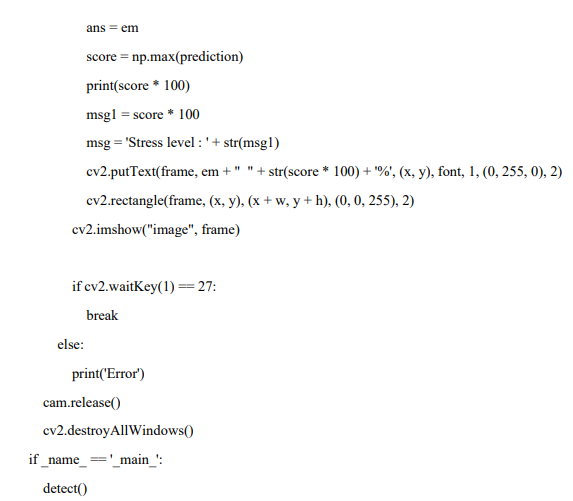 ans = em
score = np.max(prediction)
print(score * 100)
msg1 = score * 100
msg = 'Stress level : ' + str(msg1)
cv2.putText(frame, em + " " + str(score * 100) + '%', (x, y), font, 1, (0, 255, 0), 2)
cv2.rectangle(frame, (x, y), (x + w, y + h), (0, 0, 255), 2)
cv2.imshow("image", frame)
if cv2.waitKey(1) == 27:
break
else:
print('Error')
cam.release()
cv2.destroyAllWindows()
if _name_ == '_main_':
detect()